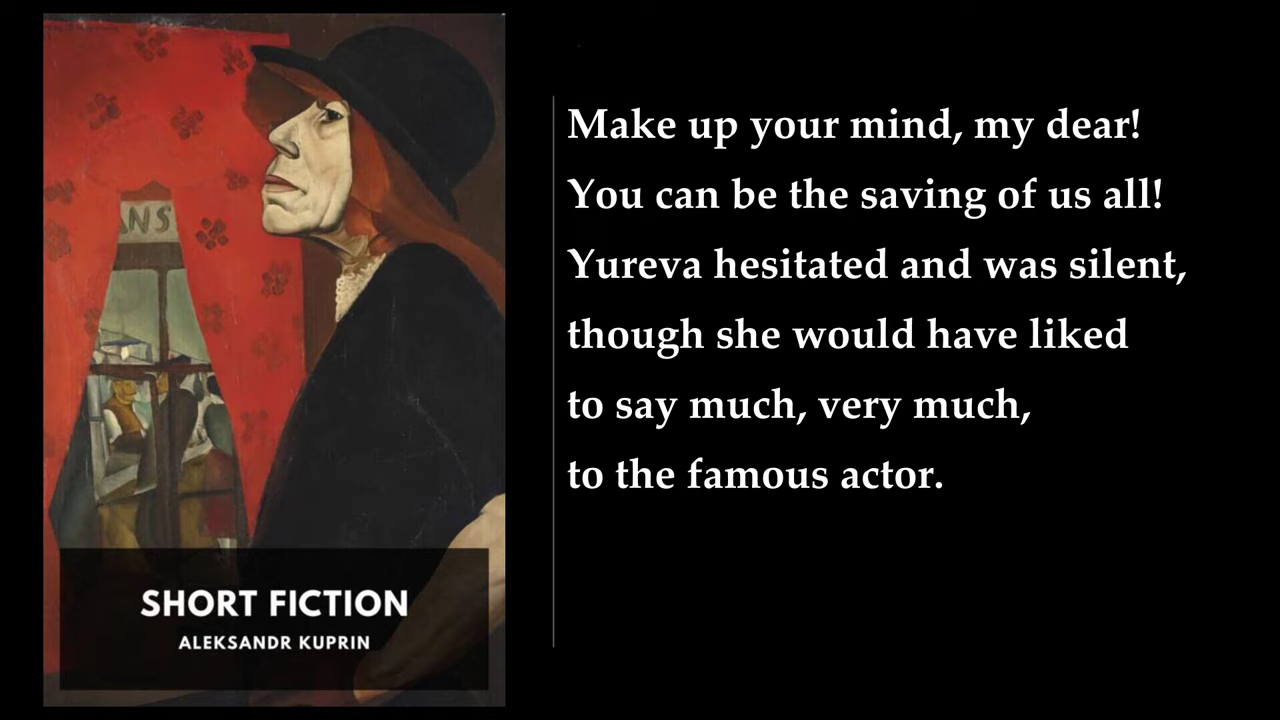 ANS
SHORT FICTION
ALEKSANDR KUPRIN
Make up your mind, my dear!
You can be the saving of us all!
Yureva hesitated and was silent,
though she would have liked
to say much, very much,
to the famous actor.